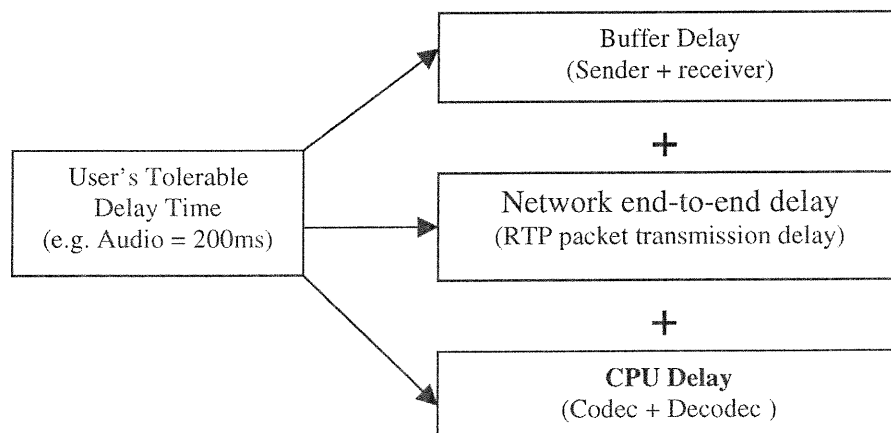 Buffer Delay
(Sender + receiver)
+
User's Tolerable
Delay Time
(e.g. Audio = 200ms)
Network end-to-end delay
(RTP packet transmission delay)
+
CPU Delay
(Codec + Decodec )